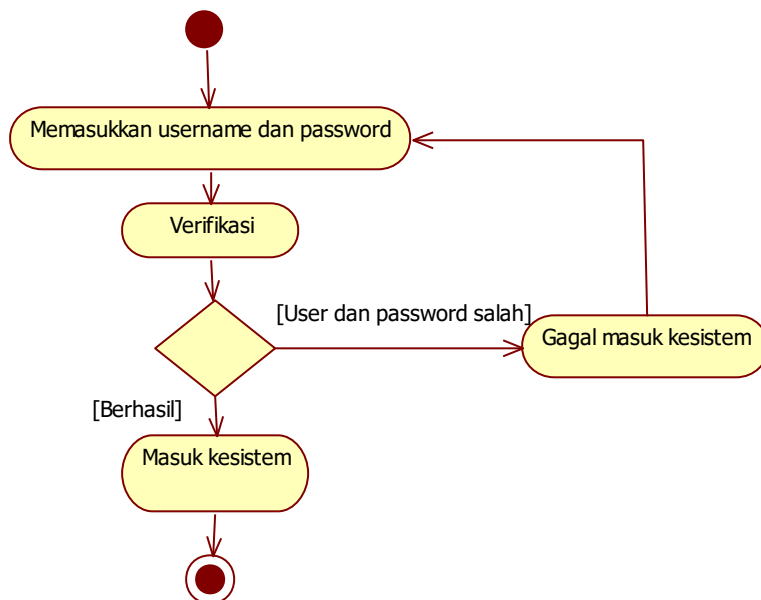 Memasukkan username dan password
Verifikasi
[User dan password salah]
Gagal masuk kesistem
[Berhasil]
Masuk kesistem